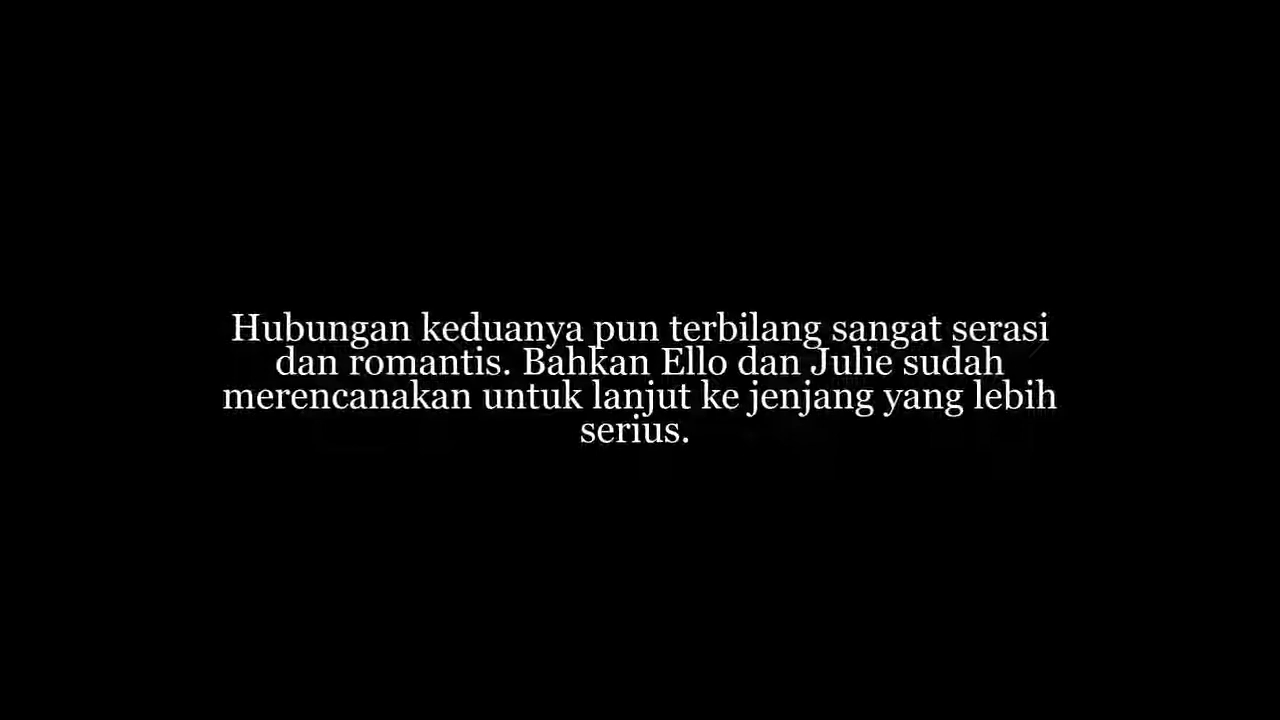 Hubungan keduanya pun terbilang sangat serasi
dan romantis. Bahkan Ello dan Julie sudah
merencanakan untuk lanjut ke jenjang yang lebih
serius.